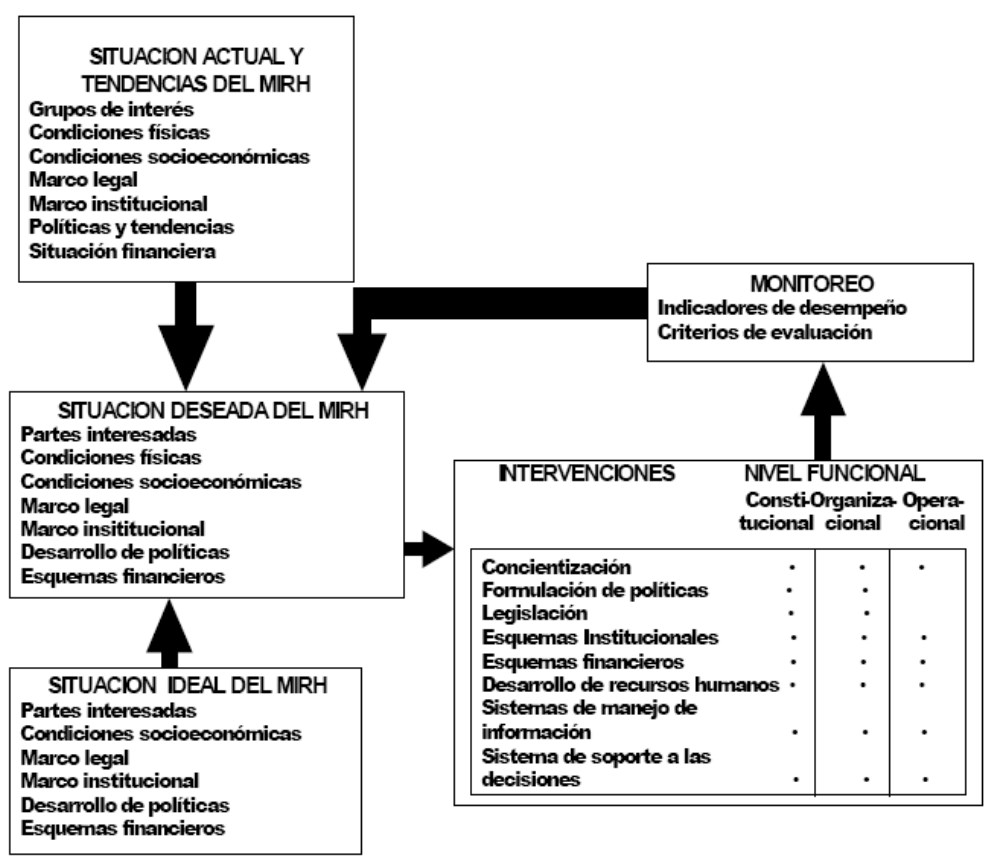 SITUACION ACTUAL Y
TENDENCIAS DEL MIRH
Grupos de interés
Condiciones físicas
Condiciones socioeconómicas
Marco legal
Marco institucional
Políticas y tendencias
Situación financiera
MONITOREO
Indicadores de desempeño
Criterios de evaluación
SITUACION DESEADA DEL MIRH
Partes interesadas
Condiciones físicas
Condiciones socioeconómicas
Marco legal
Marco insititucional
Desarrollo de políticas
Esquemas financieros
INTERVENCIONES NIVEL FUNCIONAL
Consti-Organiza- Opera-
tucional cional cional
Concientización
Formulación de políticas
Legislación
Esquemas Institucionales
Esquemas financieros
Desarrollo de recursos humanos
Sistemas de manejo de
información
Sistema de soporte a las
decisiones
SITUACION IDEAL DEL MIRH
Partes interesadas
Condiciones socioeconómicas
Marco legal
Marco institucional
Desarrollo de políticas
Esquemas financieros